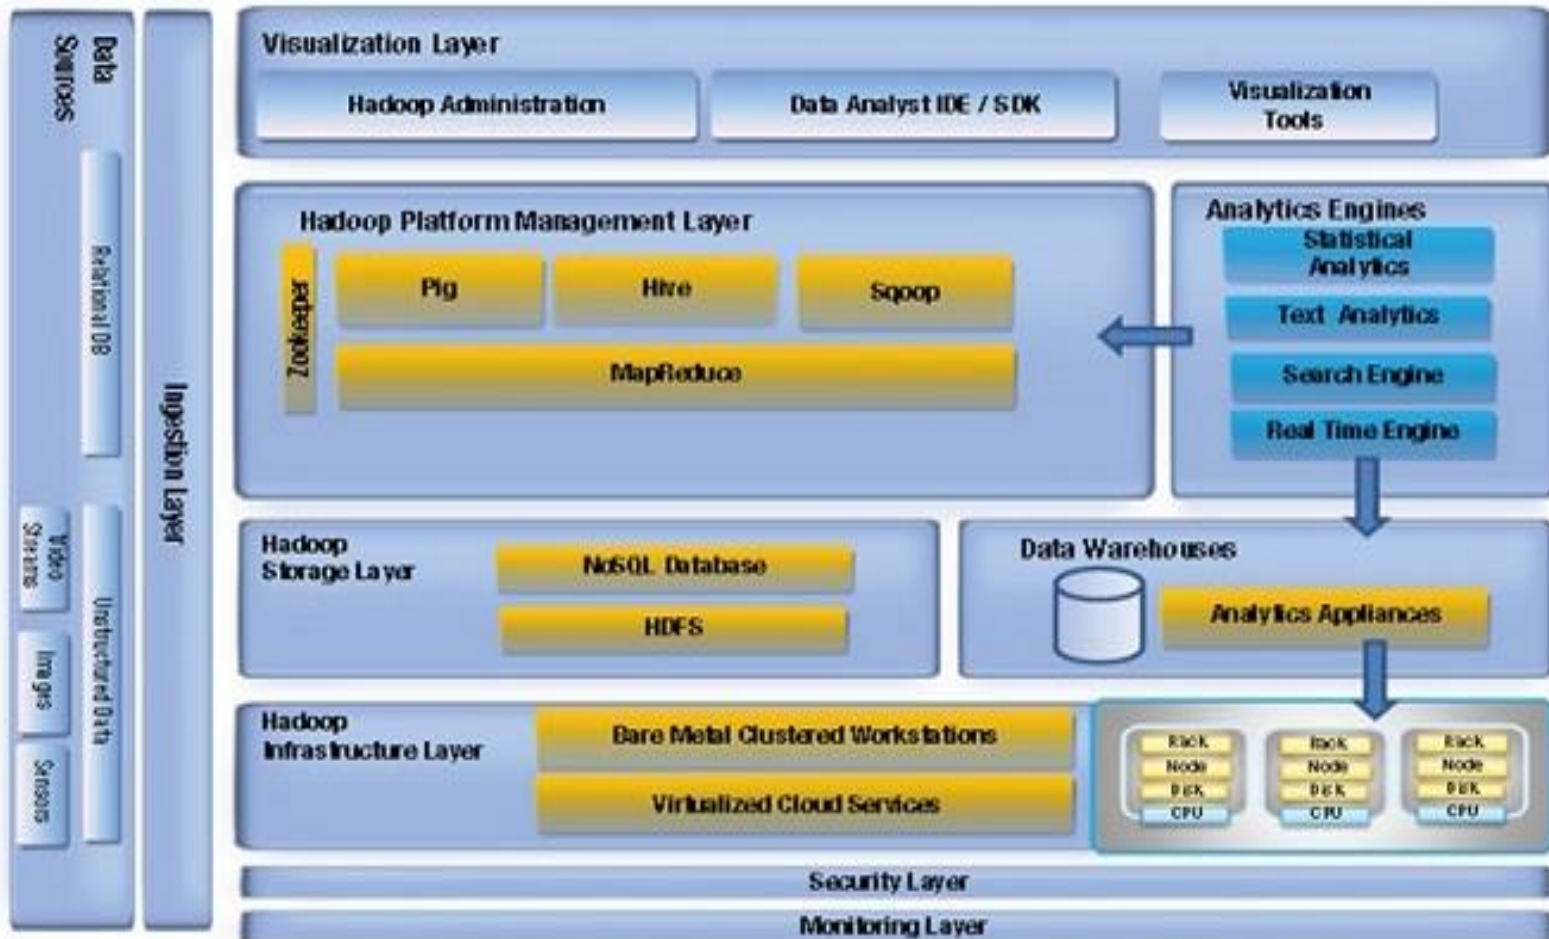 Data
Sources
Relational DB
Unstructured Data
Video
Streams
Images
Sensors
Ingestion Layer
Visualization Layer
Hadoop Administration
Data Analyst IDE / SDK
Visualization
Tools
Hadoop Platform Management Layer
Zookeeper
Pig
Hive
Sqoop
MapReduce
Analytics Engines
Statistical
Analytics
Text Analytics
Search Engine
Real Time Engine
Hadoop
Storage Layer
NoSQL Database
HDFS
Data Warehouses
Analytics Appliances
Hadoop
Infrastructure Layer
Bare Metal Clustered Workstations
Virtualized Cloud Services
Rack
Node
Disk
CPU
Rack
Node
Disk
CPU
Rack
Node
Disk
CPU
Security Layer
Monitoring Layer